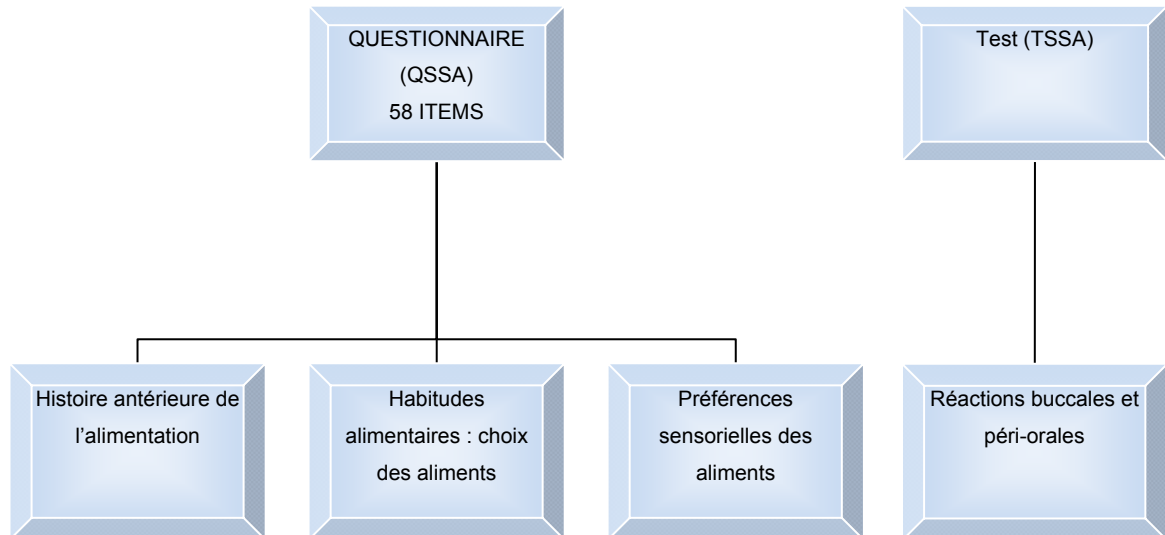 QUESTIONNAIRE
(QSSA)
58 ITEMS
Test (TSSA)
Histoire antérieure de
l’alimentation
Habitudes
alimentaires : choix
des aliments
Préférences
sensorielles des
aliments
Réactions buccales et
péri-orales